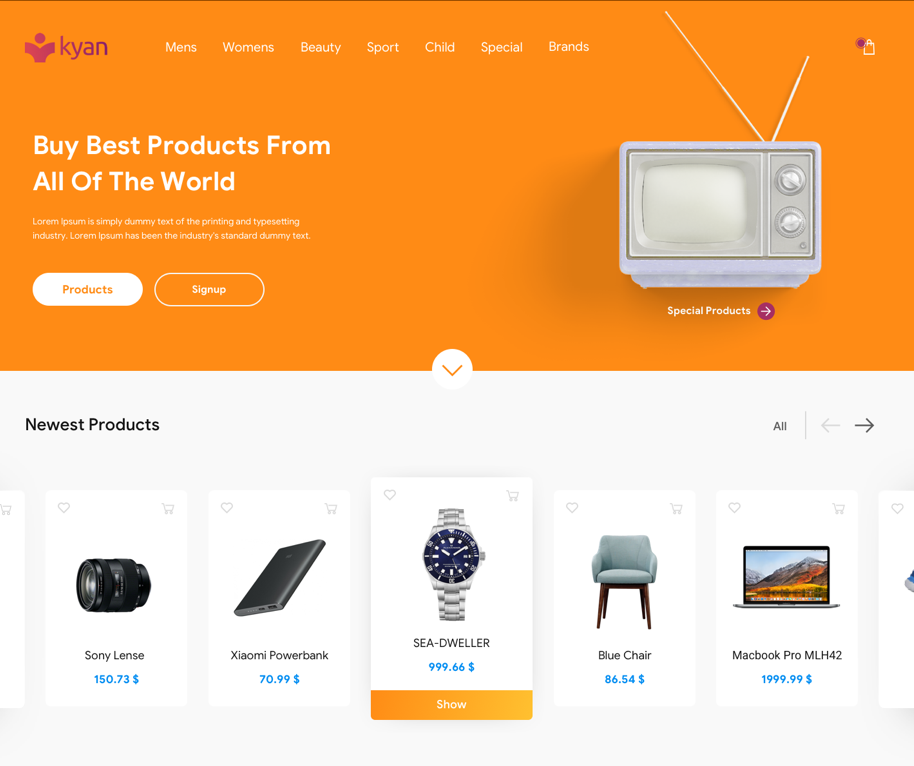 kyan
Mens Womens Beauty Sport Child Special Brands
Buy Best Products From
All Of The World
Lorem Ipsum is simply dummy text of the printing and typesetting
industry. Lorem Ipsum has been the industry's standard dummy text.
Products Signup
Special Products
Newest Products
All
Sony Lense
150.73 $
Xiaomi Powerbank
70.99 $
SEA-DWELLER
999.66 $
Show
Blue Chair
86.54 $
Macbook Pro MLH42
1999.99 $